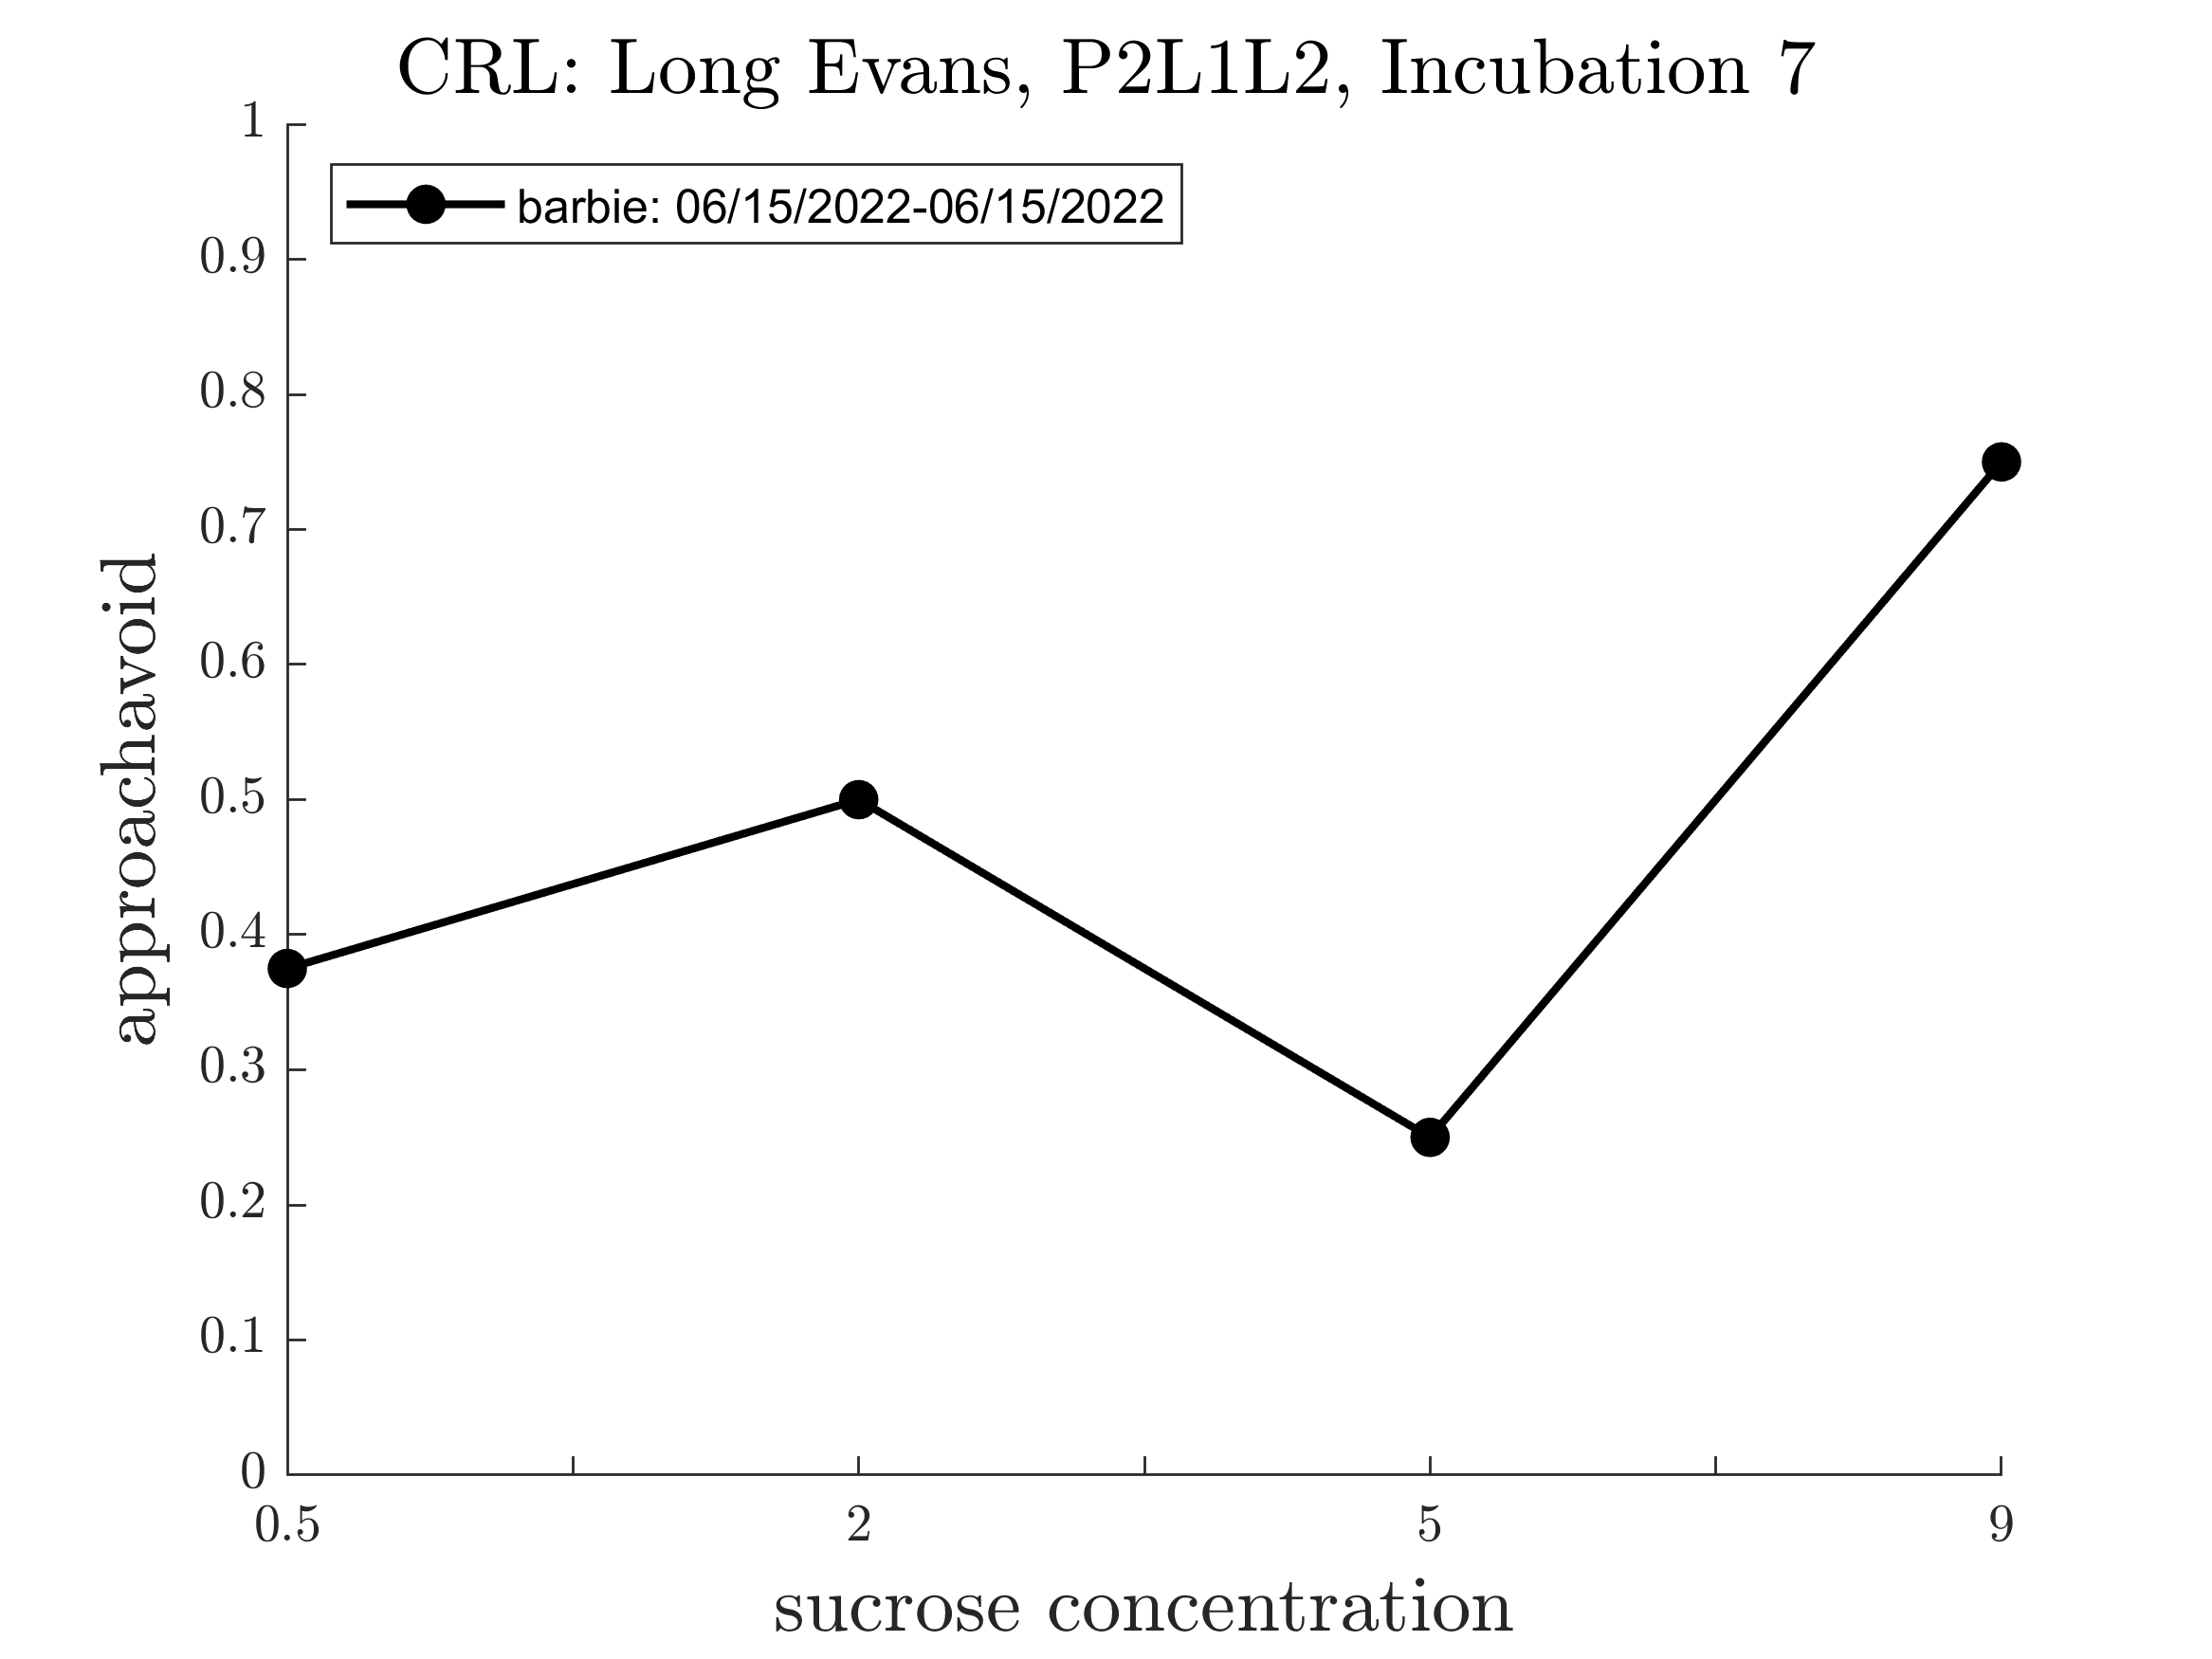 CRL: Long Evans, P2L1L2, Incubation 7
barbie: 06/15/2022-06/15/2022
approachavoid
1
0.9
0.8
0.7
0.6
0.5
0.4
0.3
0.2
0.1
0
0.5 2 5 9
sucrose concentration